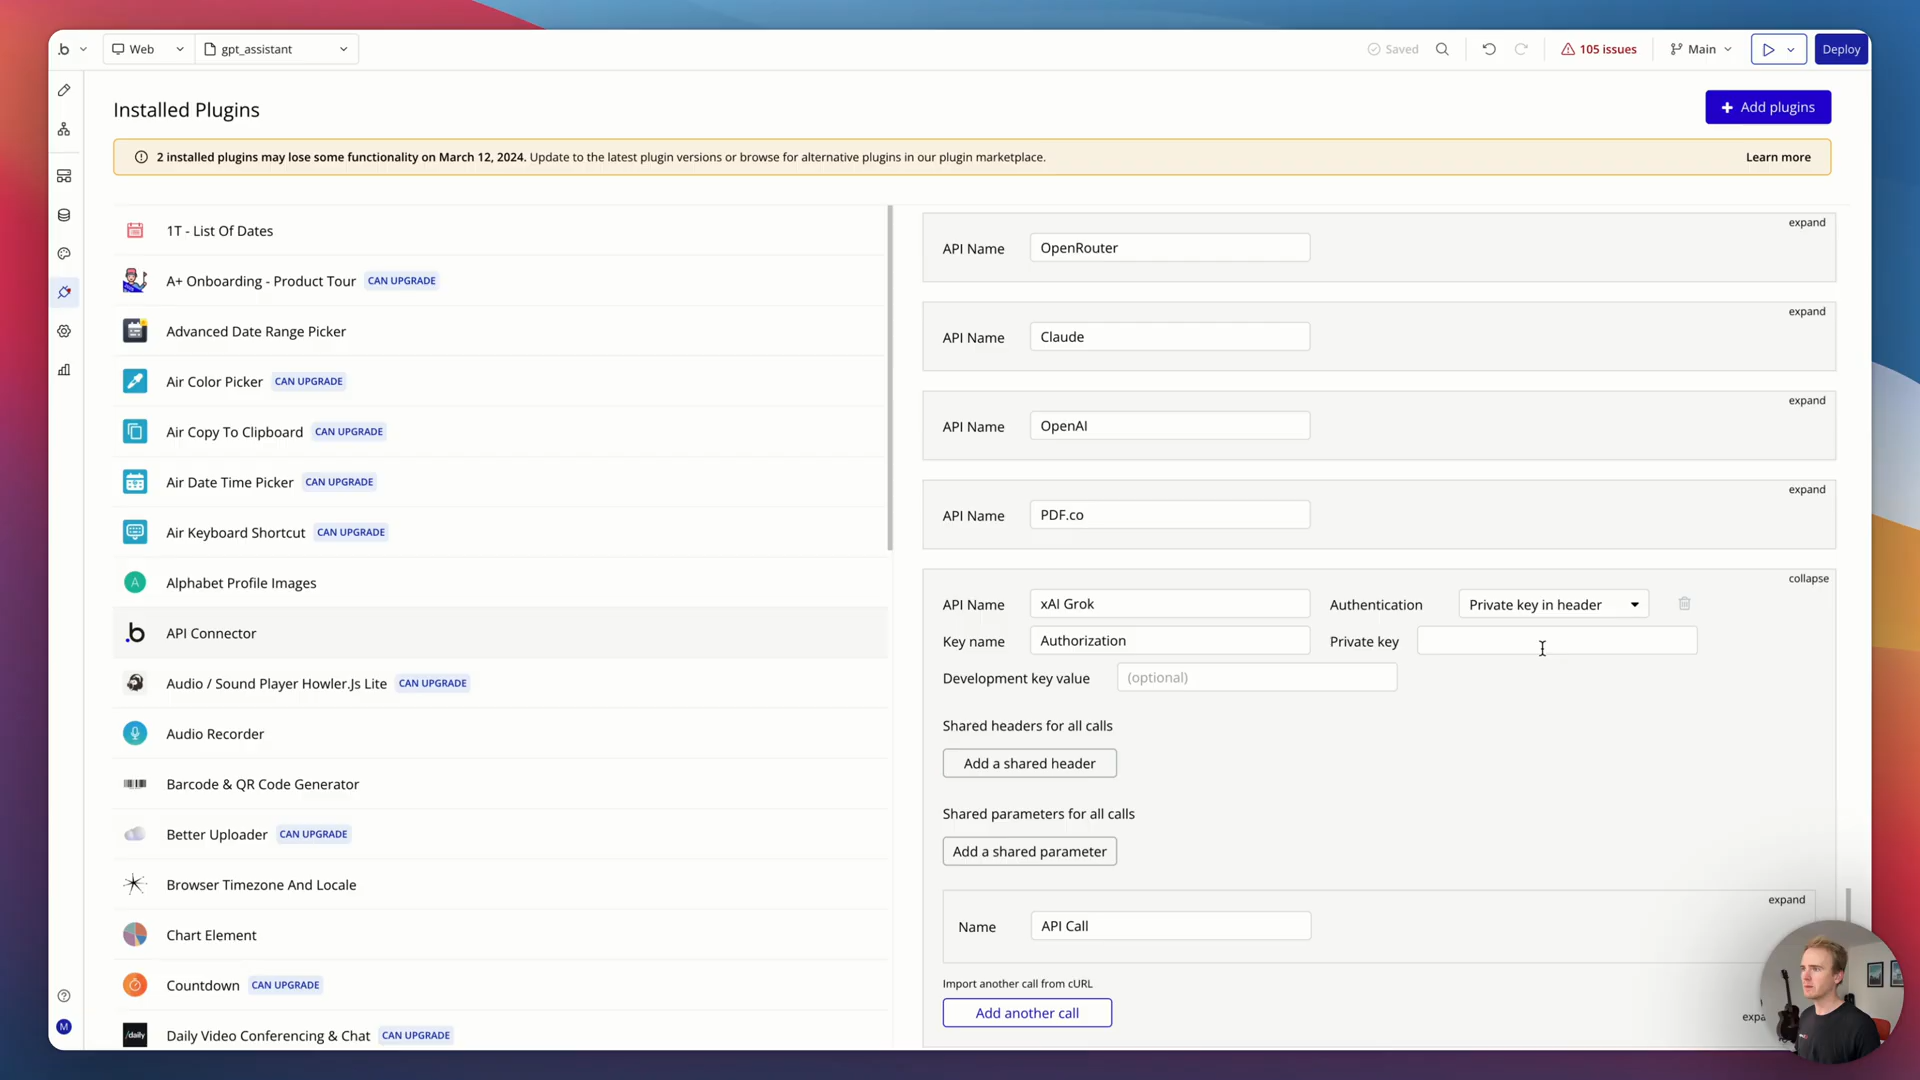 .b
Web
gpt_assistant
Saved
105 issues
Main
Deploy
Installed Plugins
Add plugins
2 installed plugins may lose some functionality on March 12, 2024. Update to the latest plugin versions or browse for alternative plugins in our plugin marketplace.
Learn more
1T - List Of Dates
A+ Onboarding - Product Tour CAN UPGRADE
Advanced Date Range Picker
Air Color Picker CAN UPGRADE
Air Copy To Clipboard CAN UPGRADE
Air Date Time Picker CAN UPGRADE
Air Keyboard Shortcut CAN UPGRADE
A Alphabet Profile Images
.b API Connector
Audio / Sound Player Howler.Js Lite CAN UPGRADE
Audio Recorder
Barcode & QR Code Generator
Better Uploader CAN UPGRADE
Browser Timezone And Locale
Chart Element
Countdown CAN UPGRADE
/daily Daily Video Conferencing & Chat CAN UPGRADE
M
expand
API Name OpenRouter
expand
API Name Claude
expand
API Name OpenAI
expand
API Name PDF.co
collapse
API Name xAI Grok Authentication Private key in header
Key name Authorization Private key
Development key value (optional)
Shared headers for all calls
Add a shared header
Shared parameters for all calls
Add a shared parameter
expand
Name API Call
Import another call from cURL
Add another call